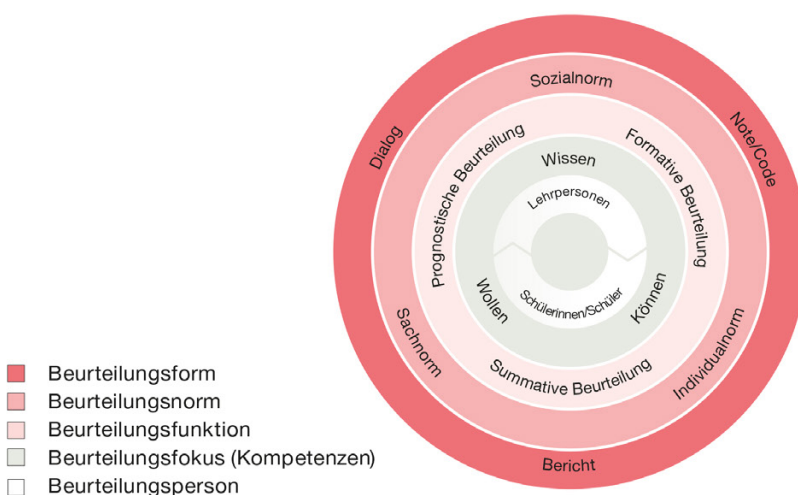 Sozialnorm
Dialog
Note/Code
Prognostische Beurteilung
Formative Beurteilung
Wissen
Lehrpersonen
Wollen
Schülerinnen/Schüler
Können
Sachnorm
Summative Beurteilung
Individualnorm
Bericht
Beurteilungsform
Beurteilungsnorm
Beurteilungsfunktion
Beurteilungsfokus (Kompetenzen)
Beurteilungsperson